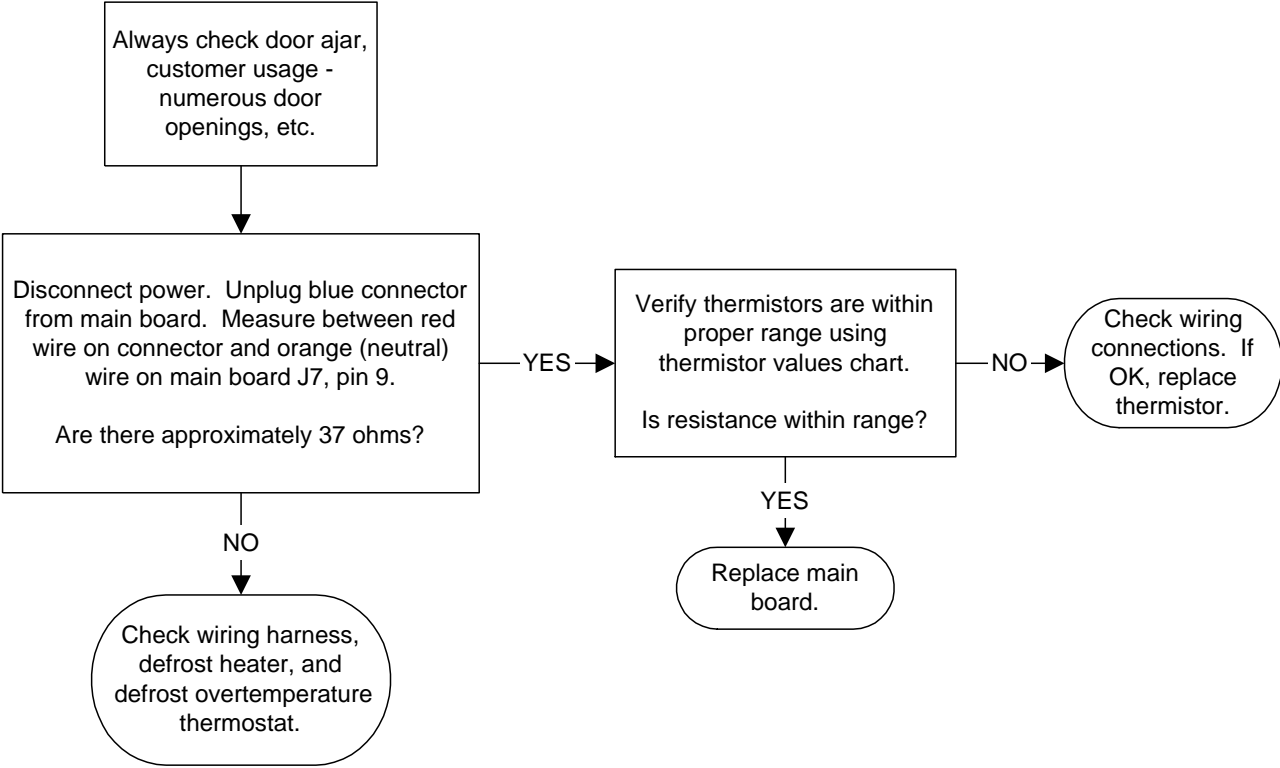 Always check door ajar,
customer usage -
numerous door
openings, etc.
Disconnect power.  Unplug blue connector
from main board.  Measure between red
wire on connector and orange (neutral)
wire on main board J7, pin 9.
Are there approximately 37 ohms?
YES
Verify thermistors are within
proper range using
thermistor values chart.
Is resistance within range?
NO
Check wiring
connections.  If
OK, replace
thermistor.
YES
Replace main
board.
NO
Check wiring harness,
defrost heater, and
defrost overtemperature
thermostat.